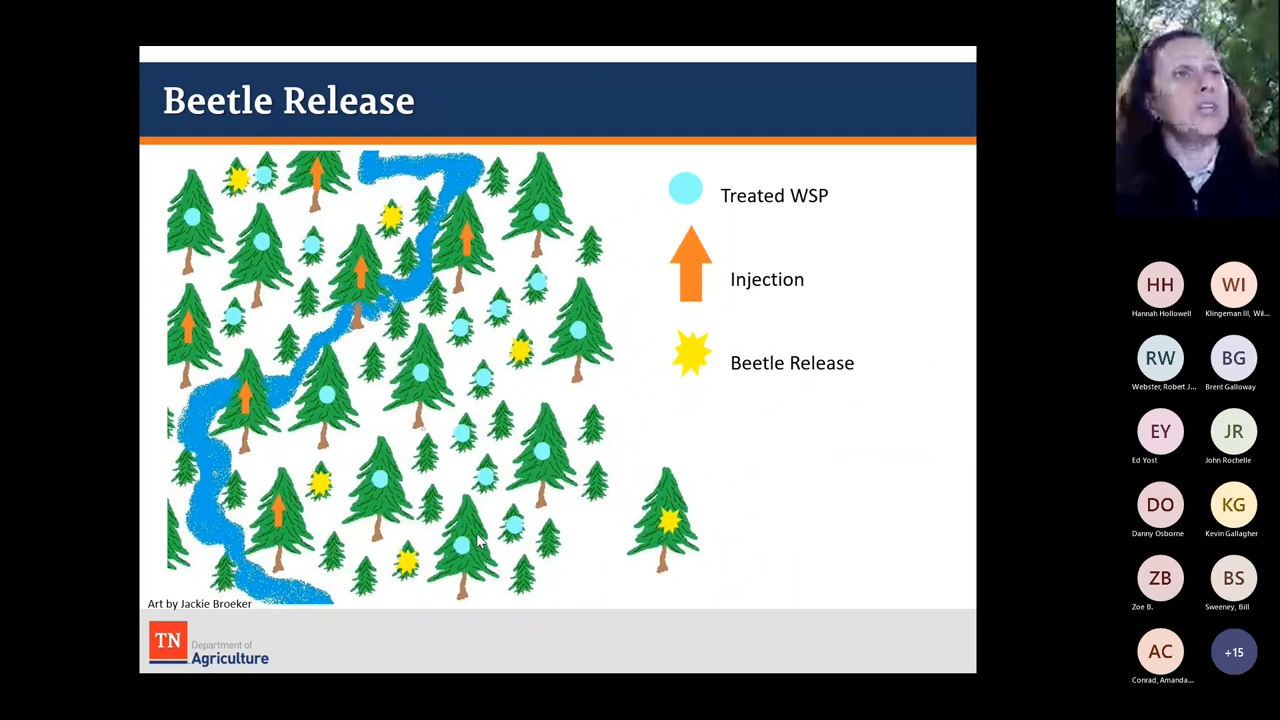 Beetle Release
Treated WSP
Injection
Beetle Release
Art by Jackie Broeker
TN
Department of
Agriculture
HH
WI
Hannah Hollowell
Klingeman III, Wil...
RW
BG
Webster, Robert J...
Brent Galloway
EY
JR
Ed Yost
John Rochelle
DO
KG
Danny Osborne
Kevin Gallagher
ZB
BS
Zoe B.
Sweeney, Bill
AC
+15
Conrad, Amanda...